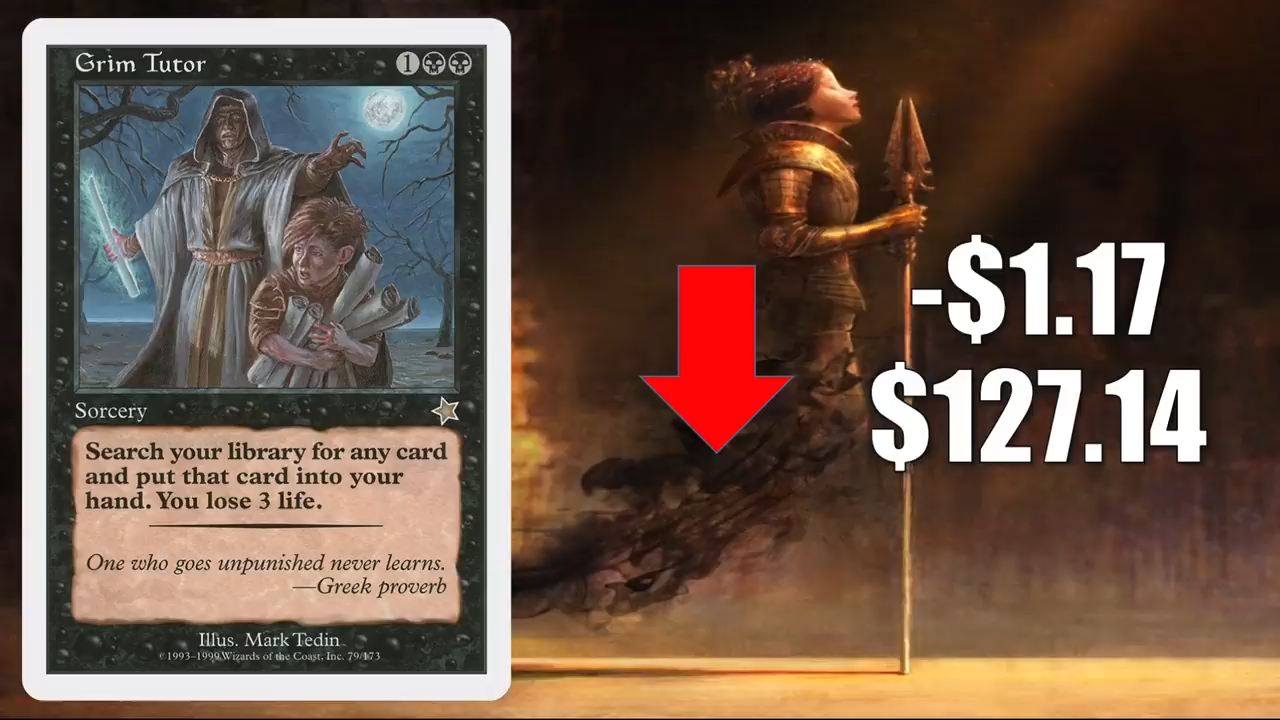 Grim Tutor 1
Sorcery
Search your library for any card
and put that card into your
hand. You lose 3 life.
One who goes unpunished never learns.
—Greek proverb
Illus. Mark Tedin
©1993–1999 Wizards of the Coast, Inc. 79/173
-$1.17
$127.14